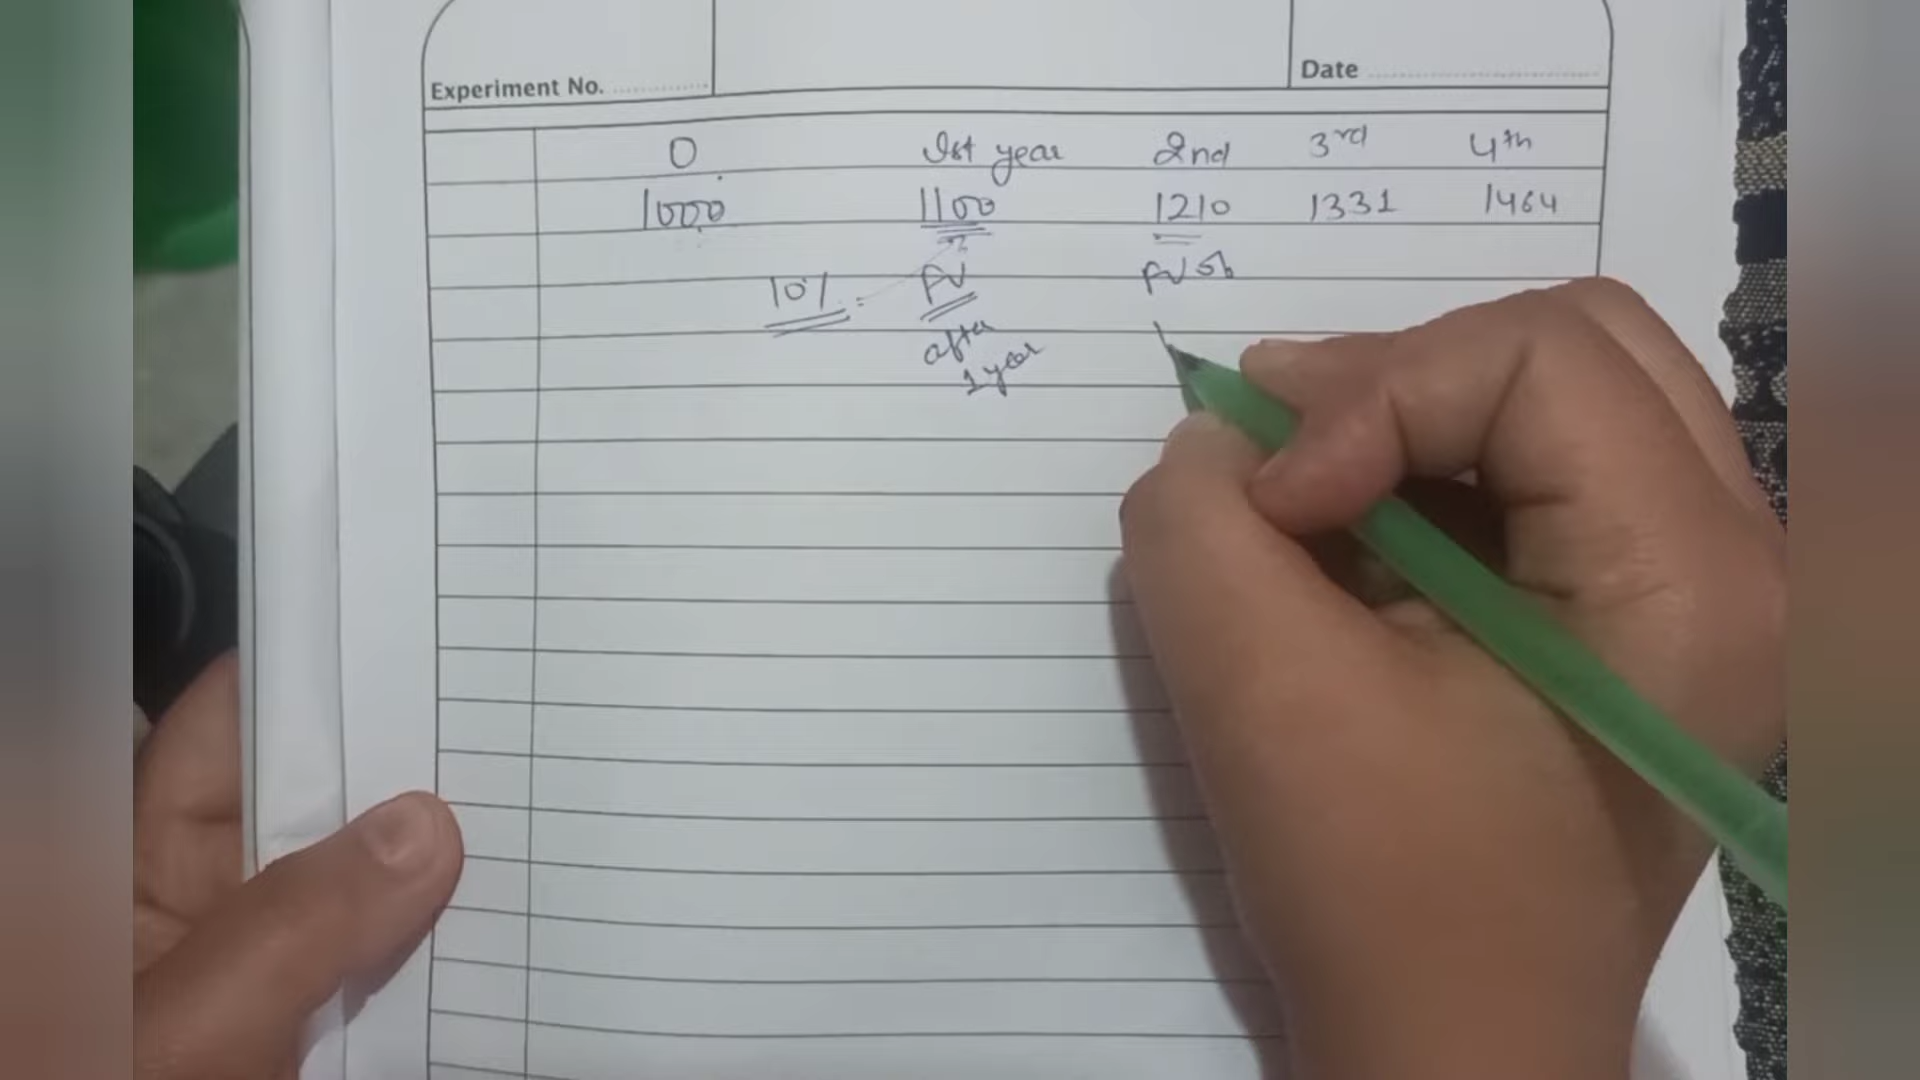 Experiment No.
Date
0 1st year 2nd 3rd 4th
1000 1100 1210 1331 1464
10% FV FV of
after
1 year